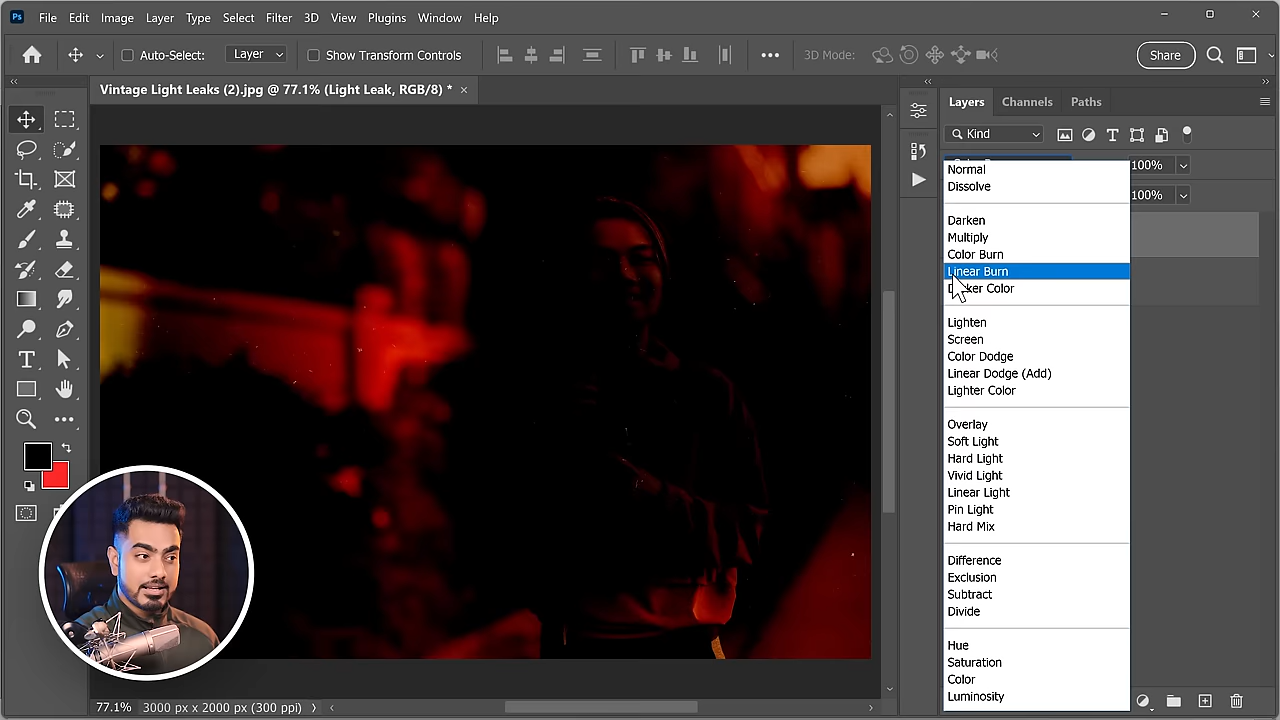 Ps File Edit Image Layer Type Select Filter 3D View Plugins Window Help
Auto-Select: Layer Show Transform Controls 3D Mode: Share
Vintage Light Leaks (2).jpg @ 77.1% (Light Leak, RGB/8) * ×
Layers Channels Paths
Kind
100%
Normal
Dissolve
100%
Darken
Multiply
Color Burn
Linear Burn
Darker Color
Lighten
Screen
Color Dodge
Linear Dodge (Add)
Lighter Color
Overlay
Soft Light
Hard Light
Vivid Light
Linear Light
Pin Light
Hard Mix
Difference
Exclusion
Subtract
Divide
Hue
Saturation
Color
Luminosity
77.1% 3000 px x 2000 px (300 ppi)